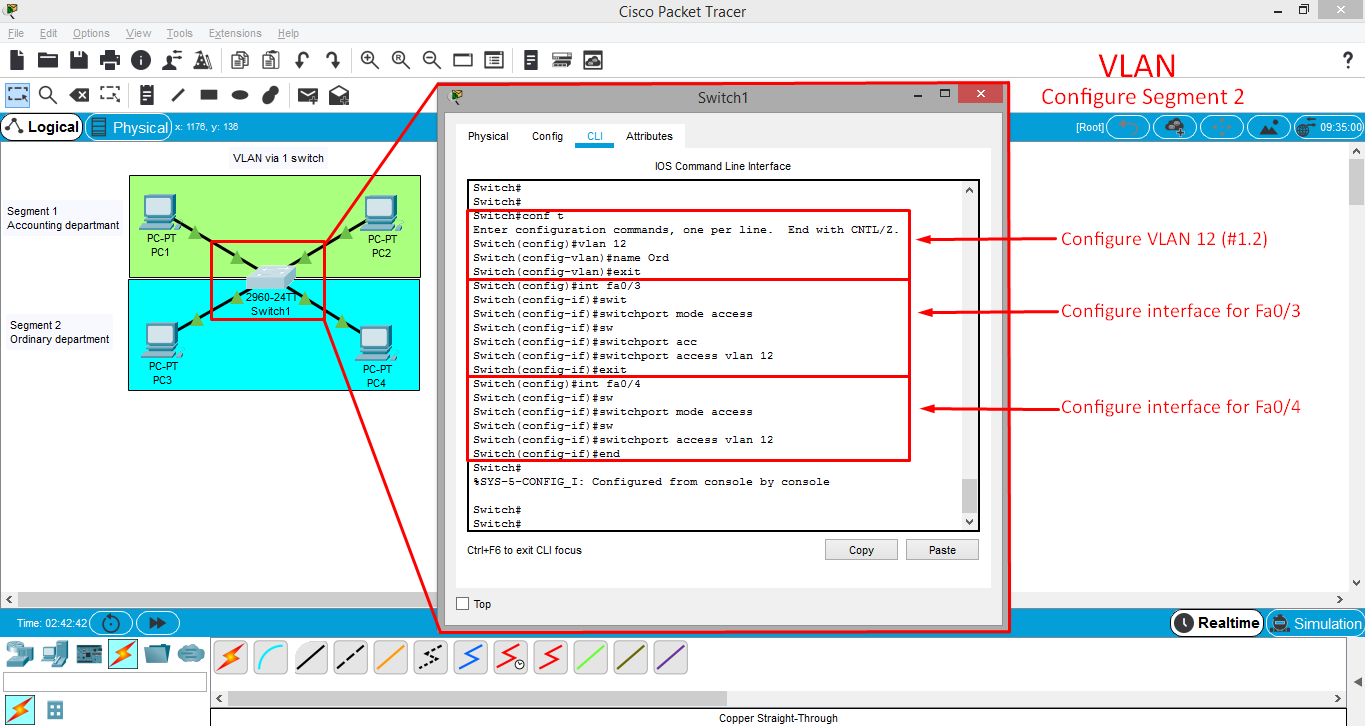 Cisco Packet Tracer
File Edit Options View Tools Extensions Help
?
VLAN
Configure Segment 2
Logical
Physical
x: 1176, y: 136
[Root]
09:35:00
VLAN via 1 switch
Segment 1
Accounting departmant
PC-PT
PC1
PC-PT
PC2
2960-24TT
Switch1
Segment 2
Ordinary department
PC-PT
PC3
PC-PT
PC4
Switch1
Physical Config CLI Attributes
IOS Command Line Interface
Switch#
Switch#
Switch#conf t
Enter configuration commands, one per line.  End with CNTL/Z.
Switch(config)#vlan 12
Switch(config-vlan)#name Ord
Switch(config-vlan)#exit
Switch(config)#int fa0/3
Switch(config-if)#swit
Switch(config-if)#switchport mode access
Switch(config-if)#sw
Switch(config-if)#switchport acc
Switch(config-if)#switchport access vlan 12
Switch(config-if)#exit
Switch(config)#int fa0/4
Switch(config-if)#sw
Switch(config-if)#switchport mode access
Switch(config-if)#sw
Switch(config-if)#switchport access vlan 12
Switch(config-if)#end
Switch#
%SYS-5-CONFIG_I: Configured from console by console
Switch#
Switch#
Configure VLAN 12 (#1.2)
Configure interface for Fa0/3
Configure interface for Fa0/4
Ctrl+F6 to exit CLI focus
Copy
Paste
Top
Time: 02:42:42
Realtime
Simulation
Copper Straight-Through